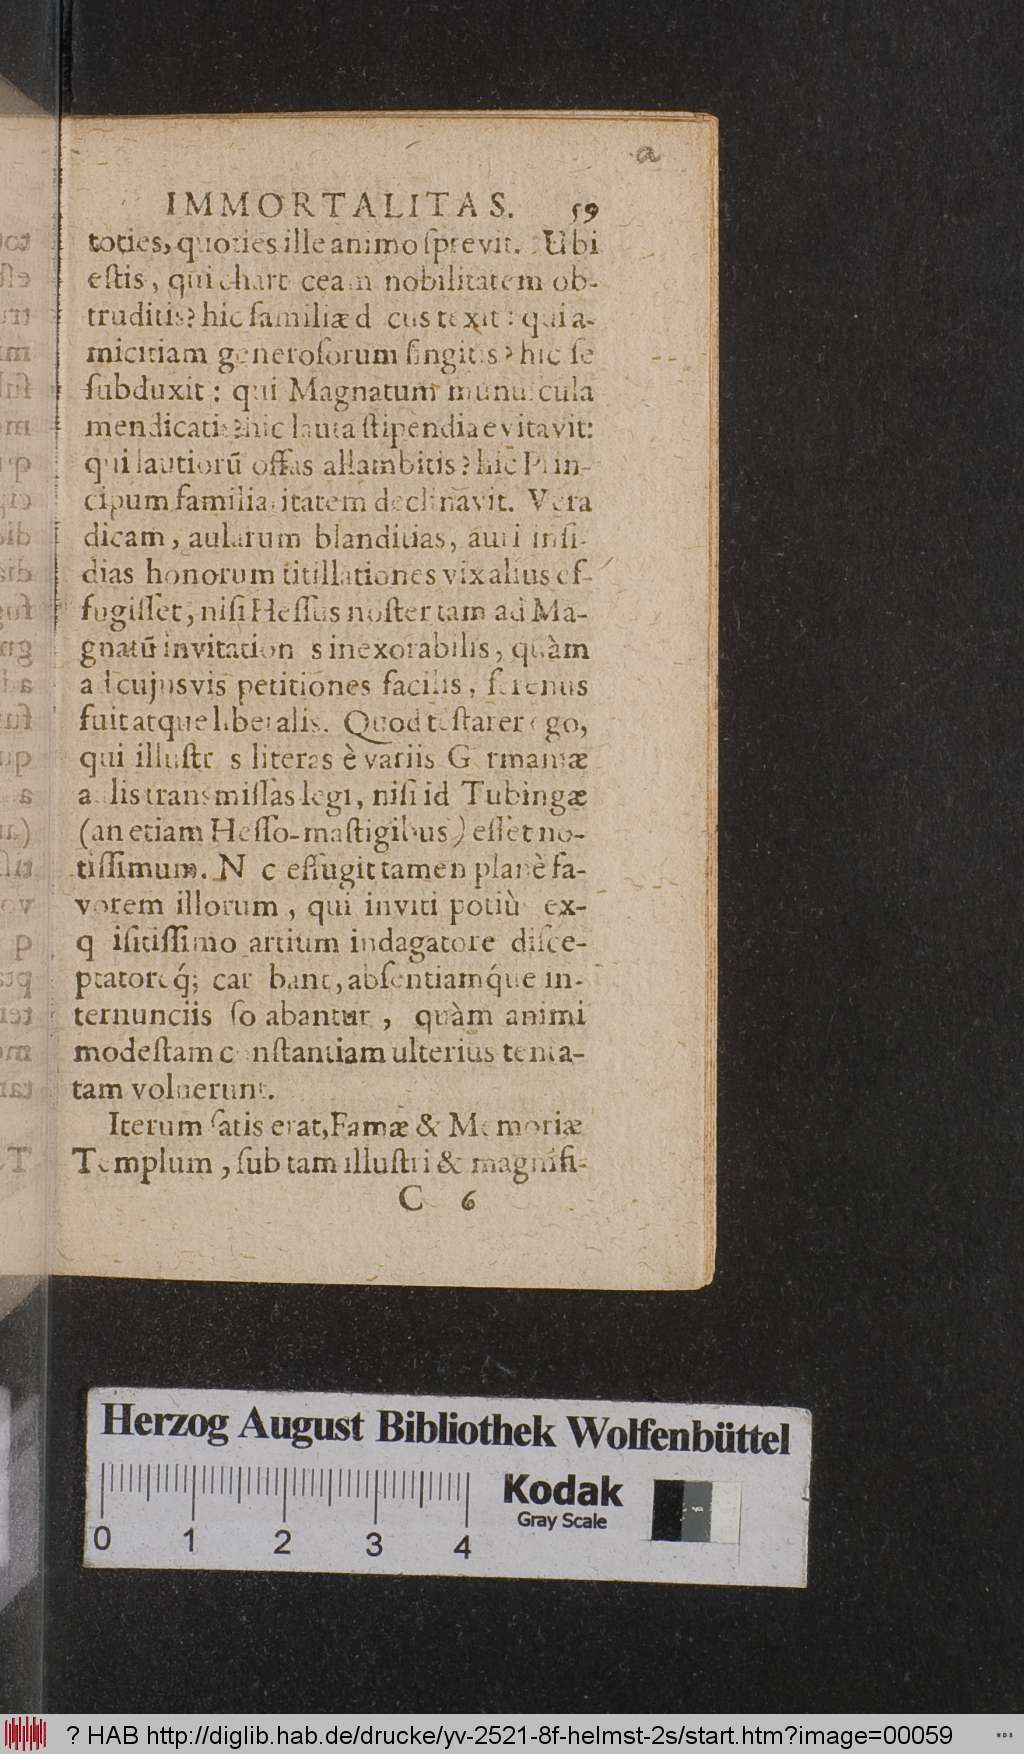 a
IMMORTALITAS. 59
toties, quoties ille animo ſprevit. Ubi
eſtis, qui chart ceam nobilitatem ob-
truditis? hic familiæ d cus texit: qui a-
micitiam generoſorum fingitis? hic ſe
ſubduxit: qui Magnatum munuſcula
mendicatis? hic lauta ſtipendia evitavit:
qui lautiorū offas allambitis? hic Prin-
cipum familiaritatem declinavit. Vera
dicam, aularum blanditias, auri inſi-
dias honorum titillationes vix alius ef-
fugiſſet, niſi Heſſus noſter tam ad Ma-
gnatū invitation s inexorabilis, quàm
ad cujusvis petitiones facilis, ſerenus
fuit atque liberalis. Quod teſtarer ego,
qui illuſtr s literas è variis G rmaniæ
a lis transmiſſas legi, niſi id Tubingæ
(an etiam Heſſo-maſtigibus) eſſet no-
tiſſimum. N c effugit tamen planè fa-
vorem illorum, qui inviti potiù ex-
q iſitiſſimo artium indagatore diſce-
ptatoreq́; car bant, abſentiamq́ue in-
ternunciis ſo abantur, quàm animi
modeſtam c nſtantiam ulterius tenta-
tam voluerunt.
Iterum ſatis erat, Famæ & Memoriæ
Templum, ſub tam illuſtri & magnifi-
C 6
Herzog August Bibliothek Wolfenbüttel
Kodak
Gray Scale
0 1 2 3 4
? HAB http://diglib.hab.de/drucke/yv-2521-8f-helmst-2s/start.htm?image=00059